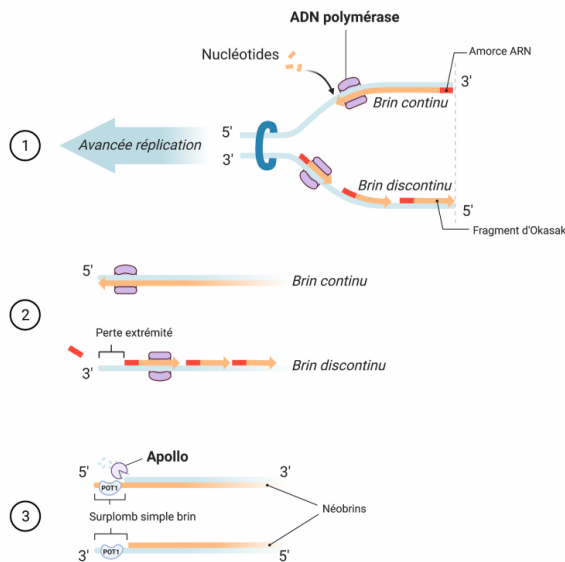 ADN polymérase
Nucléotides
Amorce ARN
3'
Brin continu
5'
1
Avancée réplication
3'
Brin discontinu
5'
Fragment d'Okasak
5'
Brin continu
2
Perte extrémité
Brin discontinu
3'
Apollo
5'
3'
POT1
Néobrins
3
Surplomb simple brin
3'
POT1
5'